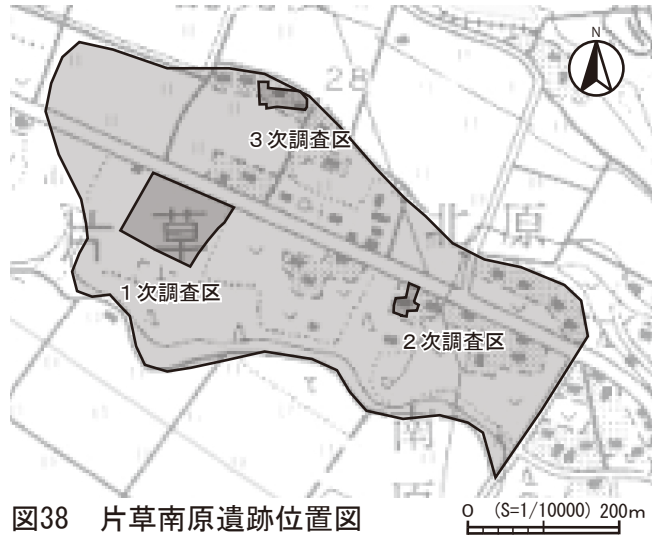 N
28
3次調査区
片草
北原
1次調査区
2次調査区
南原
図38 片草南原遺跡位置図
0 (S=1/10000) 200m